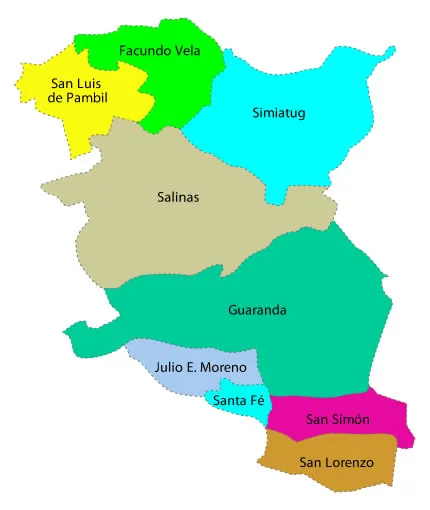 Facundo Vela
San Luis
de Pambil
Simiatug
Salinas
Guaranda
Julio E. Moreno
Santa Fé
San Simón
San Lorenzo